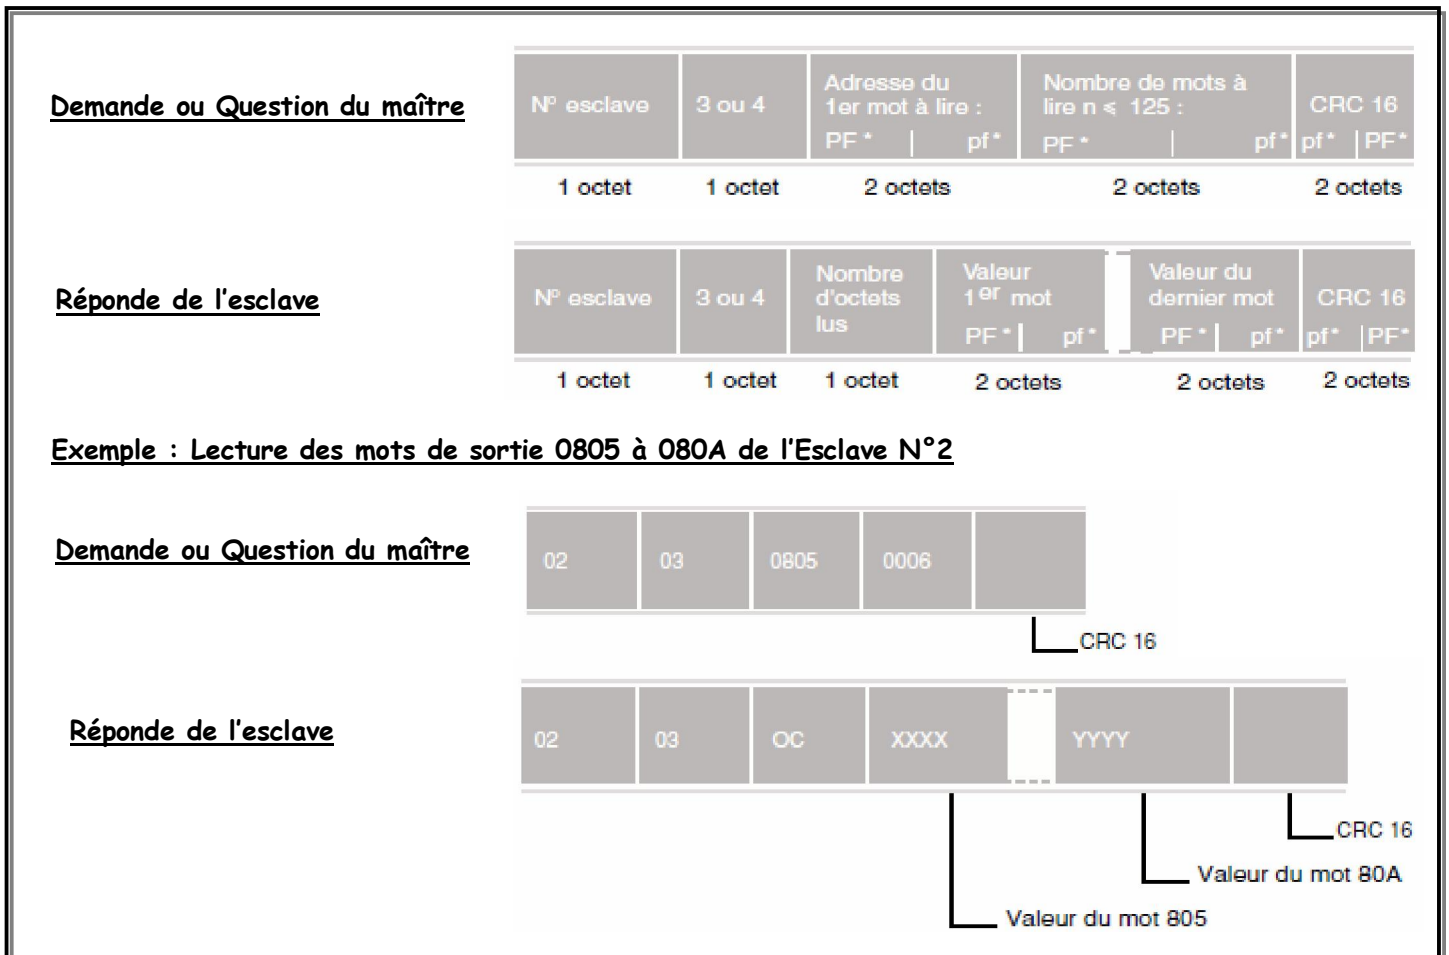 Demande ou Question du maître
N° esclave
3 ou 4
Adresse du
1er mot à lire :
PF * | pf *
Nombre de mots à
lire n ≤ 125 :
PF * | pf *
CRC 16
pf * | PF *
1 octet
1 octet
2 octets
2 octets
2 octets
Réponde de l'esclave
N° esclave
3 ou 4
Nombre
d'octets
lus
Valeur
1er mot
PF * | pf *
Valeur du
dernier mot
PF * | pf *
CRC 16
pf * | PF *
1 octet
1 octet
1 octet
2 octets
2 octets
2 octets
Exemple : Lecture des mots de sortie 0805 à 080A de l'Esclave N°2
Demande ou Question du maître
02
03
0805
0006
CRC 16
Réponde de l'esclave
02
03
OC
XXXX
YYYY
CRC 16
Valeur du mot 80A
Valeur du mot 805